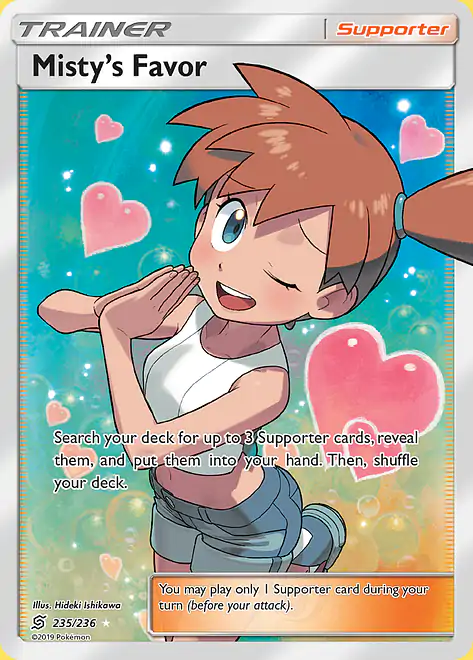 TRAINER
Supporter
Misty's Favor
Search your deck for up to 3 Supporter cards, reveal
them, and put them into your hand. Then, shuffle
your deck.
You may play only 1 Supporter card during your
turn (before your attack).
Illus. Hideki Ishikawa
235/236
©2019 Pokémon